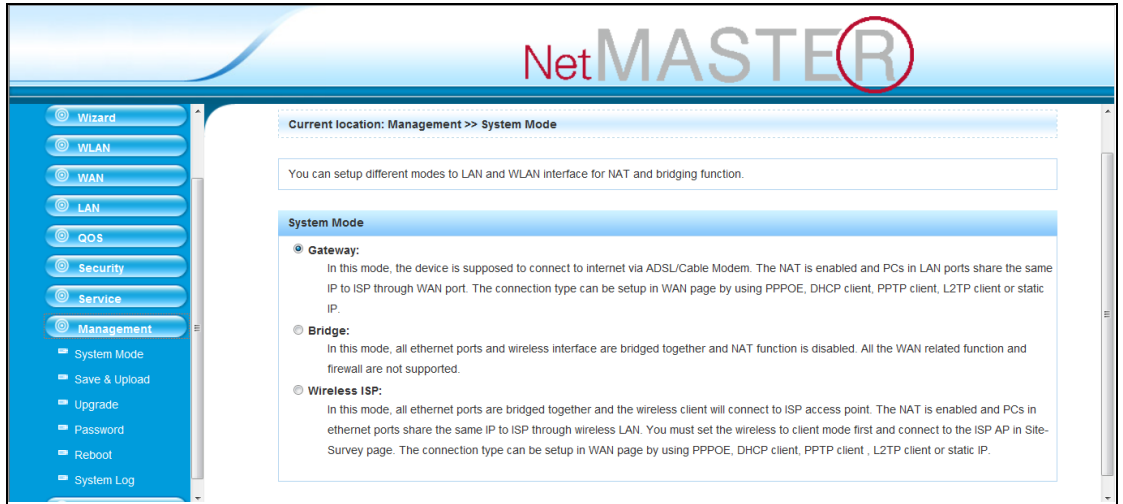 NetMASTER
Wizard
WLAN
WAN
LAN
QOS
Security
Service
Management
System Mode
Save & Upload
Upgrade
Password
Reboot
System Log
Current location: Management >> System Mode
You can setup different modes to LAN and WLAN interface for NAT and bridging function.
System Mode
Gateway:
In this mode, the device is supposed to connect to internet via ADSL/Cable Modem. The NAT is enabled and PCs in LAN ports share the same
IP to ISP through WAN port. The connection type can be setup in WAN page by using PPPOE, DHCP client, PPTP client, L2TP client or static
IP.
Bridge:
In this mode, all ethernet ports and wireless interface are bridged together and NAT function is disabled. All the WAN related function and
firewall are not supported.
Wireless ISP:
In this mode, all ethernet ports are bridged together and the wireless client will connect to ISP access point. The NAT is enabled and PCs in
ethernet ports share the same IP to ISP through wireless LAN. You must set the wireless to client mode first and connect to the ISP AP in Site-
Survey page. The connection type can be setup in WAN page by using PPPOE, DHCP client, PPTP client , L2TP client or static IP.